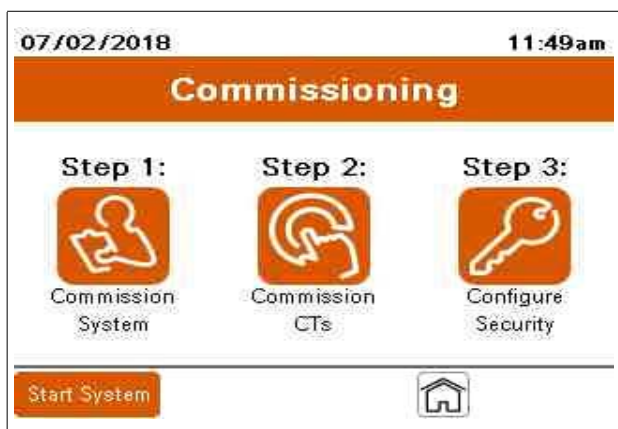 07/02/2018 11:49am
Commissioning
Step 1: Step 2: Step 3:
Commission Commission Configure
System CTs Security
Start System